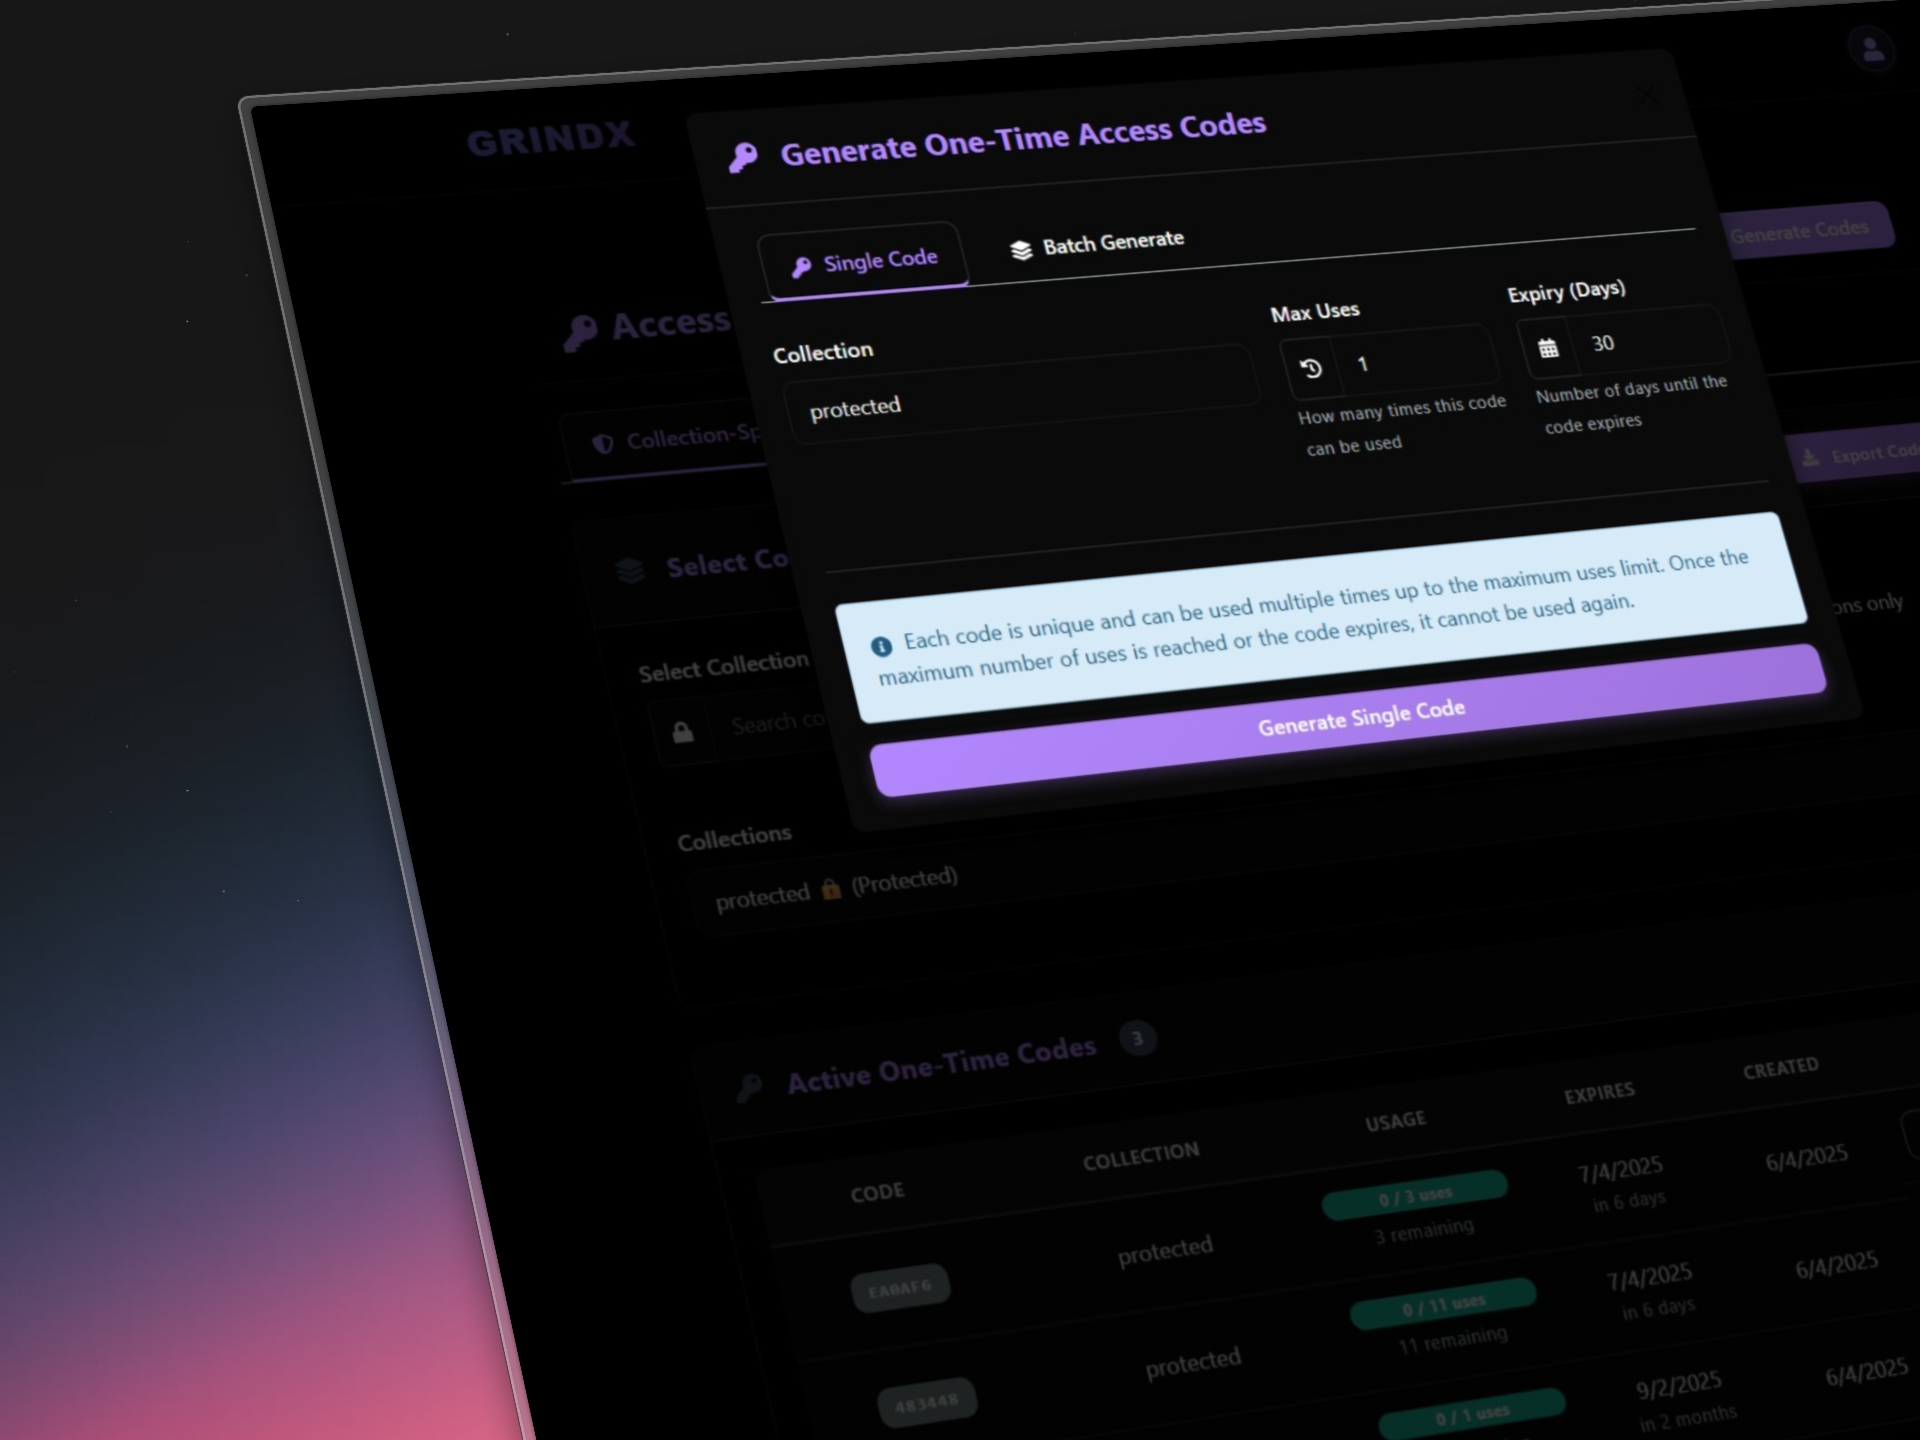 GRINDX
Generate One-Time Access Codes
Single Code
Batch Generate
Generate Codes
Access
Collection
protected
Max Uses
1
How many times this code
can be used
Expiry (Days)
30
Number of days until the
code expires
Collection-Sp
Export Code
Select Co
Each code is unique and can be used multiple times up to the maximum uses limit. Once the
maximum number of uses is reached or the code expires, it cannot be used again.
ons only
Generate Single Code
Select Collection
Search co
Collections
protected 🔒 (Protected)
Active One-Time Codes 3
CODE COLLECTION USAGE EXPIRES CREATED
EA0AF6 protected 0 / 3 uses 7/4/2025 6/4/2025
3 remaining in 6 days
483448 protected 0 / 11 uses 7/4/2025 6/4/2025
11 remaining in 6 days
0 / 1 uses 9/2/2025 6/4/2025
in 2 months